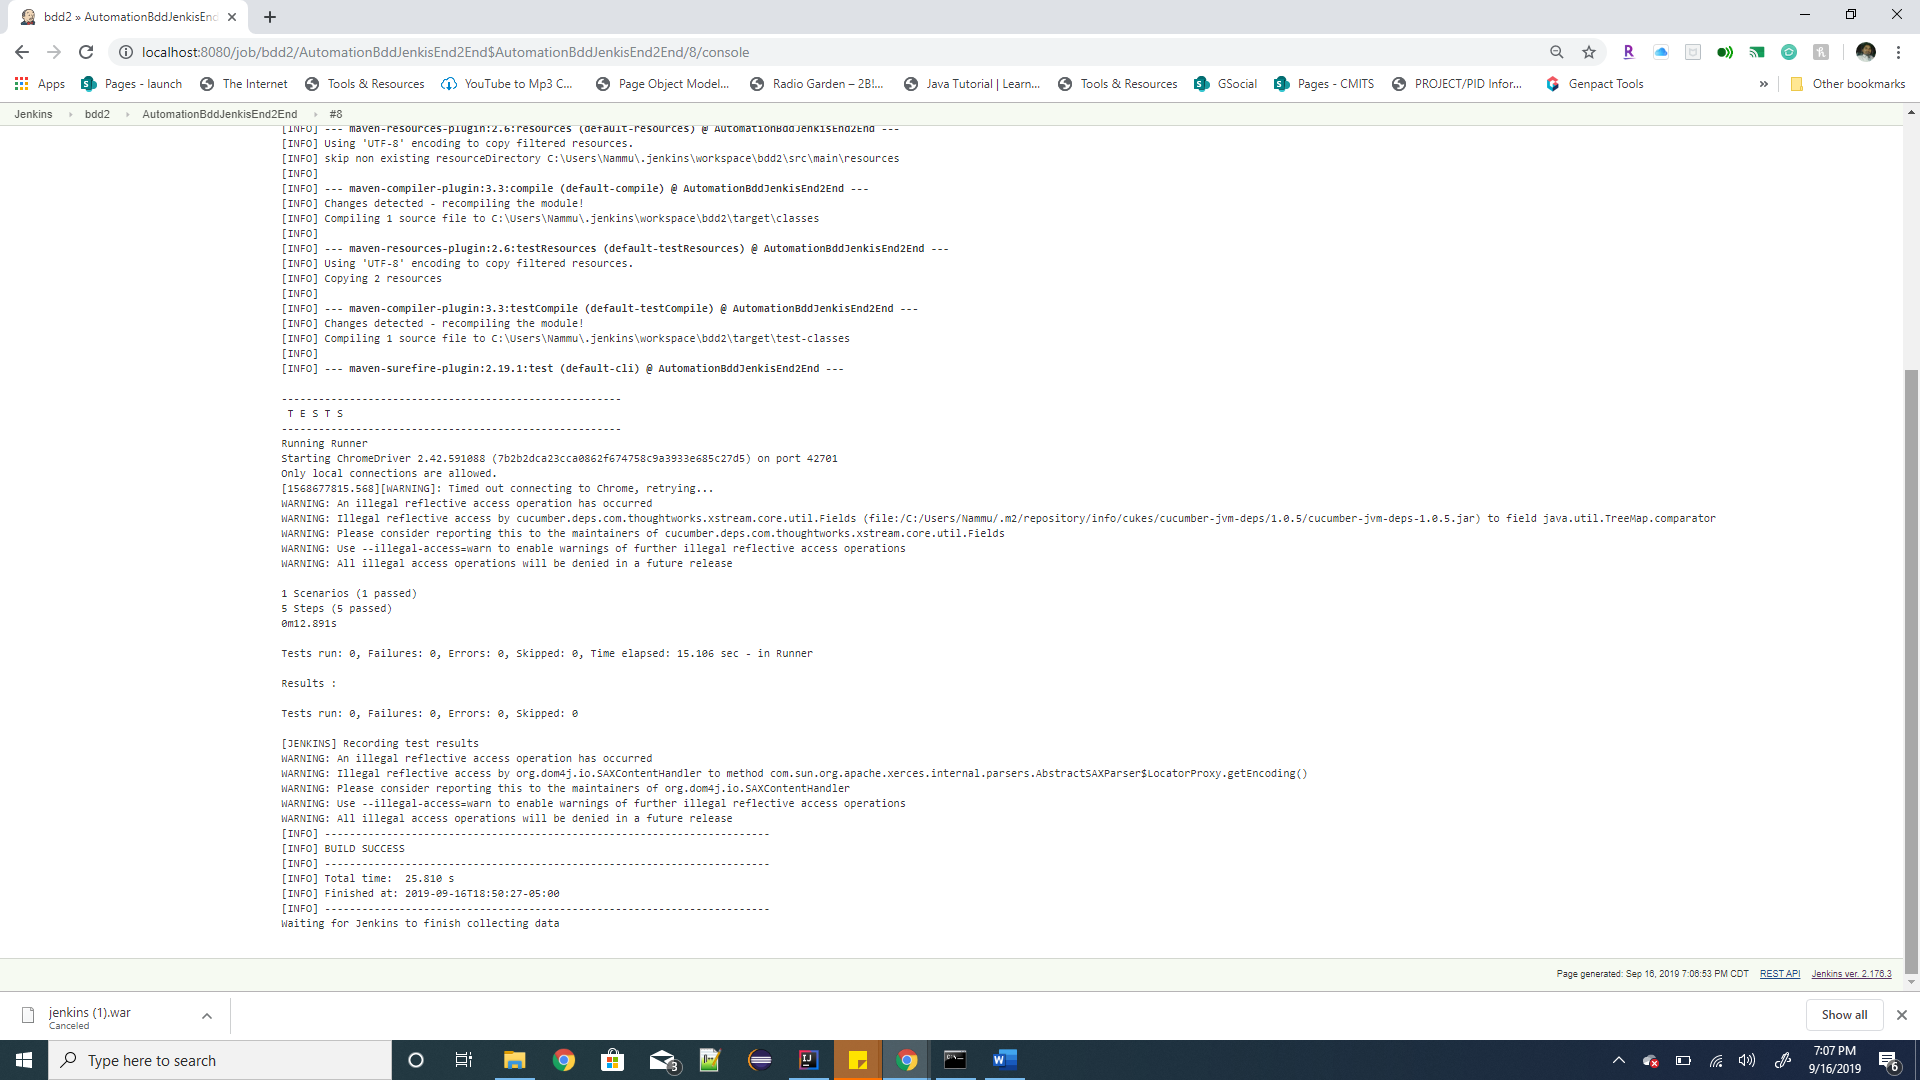 bdd2 » AutomationBddJenkisEnd
localhost:8080/job/bdd2/AutomationBddJenkisEnd2End$AutomationBddJenkisEnd2End/8/console
Apps Pages - launch The Internet Tools & Resources YouTube to Mp3 C... Page Object Model... Radio Garden – 2B!... Java Tutorial | Learn... Tools & Resources GSocial Pages - CMITS PROJECT/PID Infor... Genpact Tools » Other bookmarks
Jenkins bdd2 AutomationBddJenkisEnd2End #8
[INFO] --- maven-resources-plugin:2.6:resources (default-resources) @ AutomationBddJenkisEnd2End ---
[INFO] Using 'UTF-8' encoding to copy filtered resources.
[INFO] skip non existing resourceDirectory C:\Users\Nammu\.jenkins\workspace\bdd2\src\main\resources
[INFO]
[INFO] --- maven-compiler-plugin:3.3:compile (default-compile) @ AutomationBddJenkisEnd2End ---
[INFO] Changes detected - recompiling the module!
[INFO] Compiling 1 source file to C:\Users\Nammu\.jenkins\workspace\bdd2\target\classes
[INFO]
[INFO] --- maven-resources-plugin:2.6:testResources (default-testResources) @ AutomationBddJenkisEnd2End ---
[INFO] Using 'UTF-8' encoding to copy filtered resources.
[INFO] Copying 2 resources
[INFO]
[INFO] --- maven-compiler-plugin:3.3:testCompile (default-testCompile) @ AutomationBddJenkisEnd2End ---
[INFO] Changes detected - recompiling the module!
[INFO] Compiling 1 source file to C:\Users\Nammu\.jenkins\workspace\bdd2\target\test-classes
[INFO]
[INFO] --- maven-surefire-plugin:2.19.1:test (default-cli) @ AutomationBddJenkisEnd2End ---
-------------------------------------------------------
T E S T S
-------------------------------------------------------
Running Runner
Starting ChromeDriver 2.42.591088 (7b2b2dca23cca0862f674758c9a3933e685c27d5) on port 42701
Only local connections are allowed.
[1568677815.568][WARNING]: Timed out connecting to Chrome, retrying...
WARNING: An illegal reflective access operation has occurred
WARNING: Illegal reflective access by cucumber.deps.com.thoughtworks.xstream.core.util.Fields (file:/C:/Users/Nammu/.m2/repository/info/cukes/cucumber-jvm-deps/1.0.5/cucumber-jvm-deps-1.0.5.jar) to field java.util.TreeMap.comparator
WARNING: Please consider reporting this to the maintainers of cucumber.deps.com.thoughtworks.xstream.core.util.Fields
WARNING: Use --illegal-access=warn to enable warnings of further illegal reflective access operations
WARNING: All illegal access operations will be denied in a future release
1 Scenarios (1 passed)
5 Steps (5 passed)
0m12.891s
Tests run: 0, Failures: 0, Errors: 0, Skipped: 0, Time elapsed: 15.106 sec - in Runner
Results :
Tests run: 0, Failures: 0, Errors: 0, Skipped: 0
[JENKINS] Recording test results
WARNING: An illegal reflective access operation has occurred
WARNING: Illegal reflective access by org.dom4j.io.SAXContentHandler to method com.sun.org.apache.xerces.internal.parsers.AbstractSAXParser$LocatorProxy.getEncoding()
WARNING: Please consider reporting this to the maintainers of org.dom4j.io.SAXContentHandler
WARNING: Use --illegal-access=warn to enable warnings of further illegal reflective access operations
WARNING: All illegal access operations will be denied in a future release
[INFO] ------------------------------------------------------------------------
[INFO] BUILD SUCCESS
[INFO] ------------------------------------------------------------------------
[INFO] Total time:  25.810 s
[INFO] Finished at: 2019-09-16T18:50:27-05:00
[INFO] ------------------------------------------------------------------------
Waiting for Jenkins to finish collecting data
Page generated: Sep 16, 2019 7:06:53 PM CDT REST API Jenkins ver. 2.176.3
jenkins (1).war
Canceled
Show all
Type here to search
3
7:07 PM
9/16/2019
6